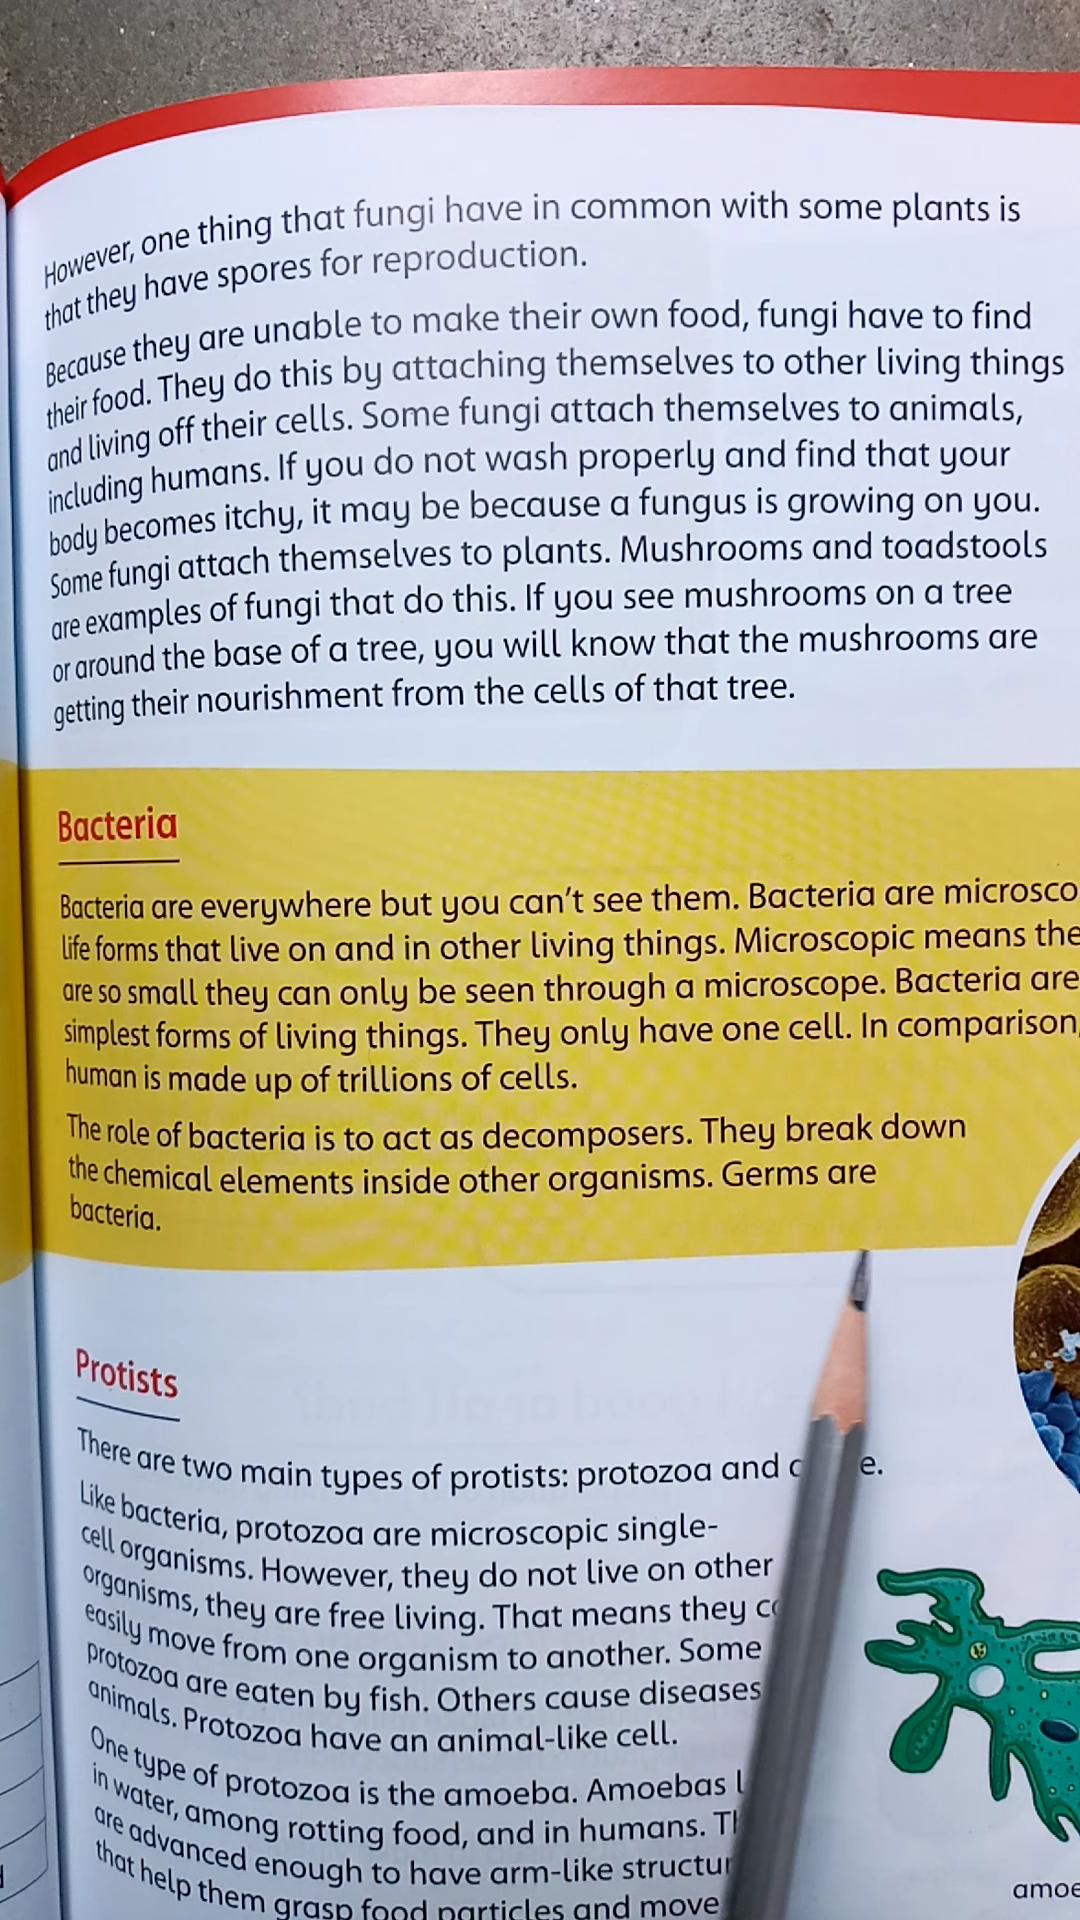 However, one thing that fungi have in common with some plants is
that they have spores for reproduction.
Because they are unable to make their own food, fungi have to find
their food. They do this by attaching themselves to other living things
and living off their cells. Some fungi attach themselves to animals,
including humans. If you do not wash properly and find that your
body becomes itchy, it may be because a fungus is growing on you.
Some fungi attach themselves to plants. Mushrooms and toadstools
are examples of fungi that do this. If you see mushrooms on a tree
or around the base of a tree, you will know that the mushrooms are
getting their nourishment from the cells of that tree.
Bacteria
Bacteria are everywhere but you can't see them. Bacteria are
life forms that live on and in other living things. Microscopic means
are so small they can only be seen through a microscope. Bacteria are
simplest forms of living things. They only have one cell. In comparison,
human is made up of trillions of cells.
The role of bacteria is to act as decomposers. They break down
the chemical elements inside other organisms. Germs are
bacteria.
Protists
There are two main types of protists: protozoa and
Like bacteria, protozoa are microscopic single-
cell organisms. However, they do not live on other
organisms, they are free living. That means they
easily move from one organism to another. Some
protozoa are eaten by fish. Others cause diseases
animals. Protozoa have an animal-like cell.
One type of protozoa is the amoeba. Amoebas
in water, among rotting food, and in humans.
are advanced enough to have arm-like
that help them grasp food particles and move